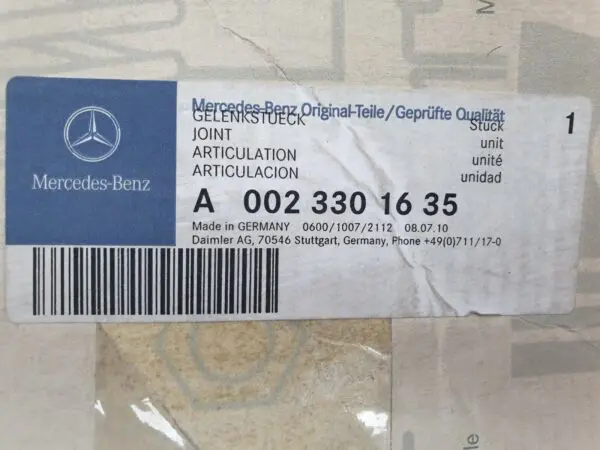 Mercedes-Benz Original-Teile/Geprüfte Qualität
GELENKSTUECK Stück 1
JOINT unit
ARTICULATION unité
ARTICULACION unidad
Mercedes-Benz
A 002 330 16 35
Made in GERMANY 0600/1007/2112 08.07.10
Daimler AG, 70546 Stuttgart, Germany, Phone +49(0)711/17-0